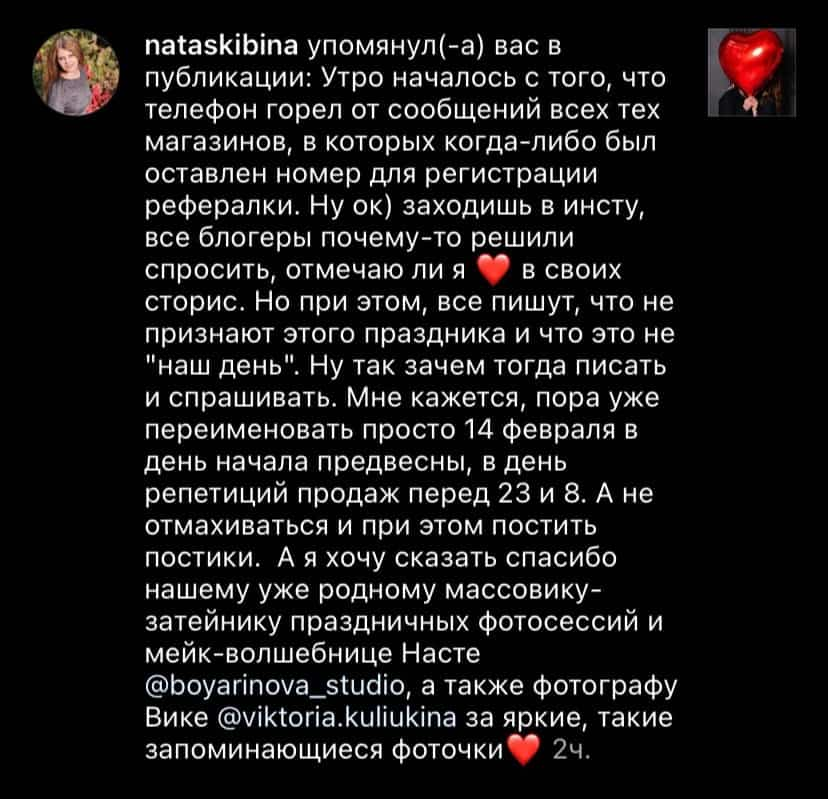 nataskibina упомянул(-а) вас в
публикации: Утро началось с того, что
телефон горел от сообщений всех тех
магазинов, в которых когда-либо был
оставлен номер для регистрации
рефералки. Ну ок) заходишь в инсту,
все блогеры почему-то решили
спросить, отмечаю ли я ❤️ в своих
сторис. Но при этом, все пишут, что не
признают этого праздника и что это не
"наш день". Ну так зачем тогда писать
и спрашивать. Мне кажется, пора уже
переименовать просто 14 февраля в
день начала предвесны, в день
репетиций продаж перед 23 и 8. А не
отмахиваться и при этом постить
постики.  А я хочу сказать спасибо
нашему уже родному массовику-
затейнику праздничных фотосессий и
мейк-волшебнице Насте
@boyarinova_studio, а также фотографу
Вике @viktoria.kuliukina за яркие, такие
запоминающиеся фоточки❤️ 2ч.